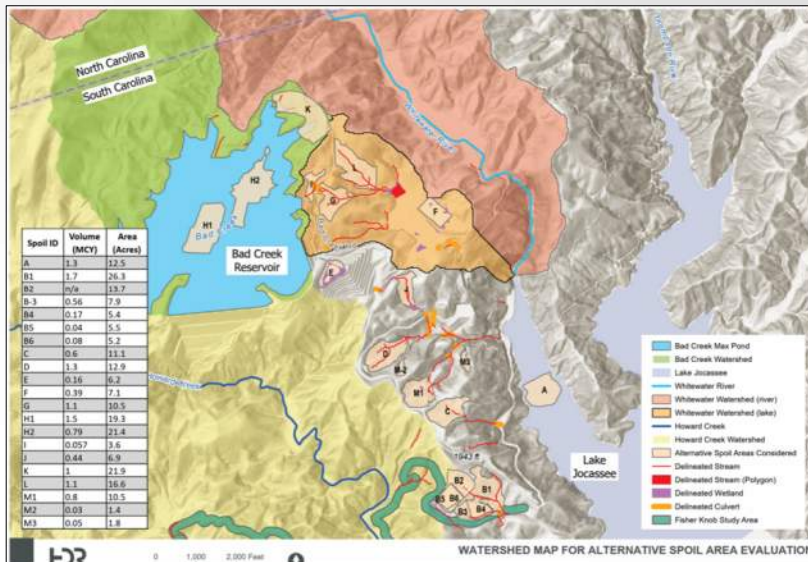 North Carolina
South Carolina
Whitewater River
K
H2
H1
Bad Creek
G
F
Bad Creek
Reservoir
E
D
M-2
M3
M1
C
A
1942 ft
Lake
Jocassee
B2
B1
B5
B6
B3
B4
Spoil ID Volume (MCY) Area (Acres)
A 1.3 12.5
B1 1.7 26.3
B2 n/a 13.7
B-3 0.56 7.9
B4 0.17 5.4
B5 0.04 5.5
B6 0.08 5.2
C 0.6 11.1
D 1.3 12.9
E 0.16 6.2
F 0.39 7.1
G 1.1 10.5
H1 1.5 19.3
H2 0.79 21.4
I 0.057 3.6
J 0.44 6.9
K 1 21.9
L 1.1 16.6
M1 0.8 10.5
M2 0.03 1.4
M3 0.05 1.8
Bad Creek Max Pond
Bad Creek Watershed
Lake Jocassee
Whitewater River
Whitewater Watershed (river)
Whitewater Watershed (lake)
Howard Creek
Howard Creek Watershed
Alternative Spoil Areas Considered
Delineated Stream
Delineated Stream (Polygon)
Delineated Wetland
Delineated Culvert
Fisher Knob Study Area
HDR
0 1,000 2,000 Feet
WATERSHED MAP FOR ALTERNATIVE SPOIL AREA EVALUATION